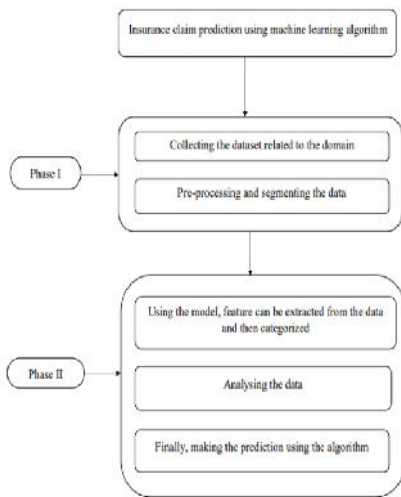 Insurance claim prediction using machine learning algorithm
Collecting the dataset related to the domain
Phase I
Pre-processing and segmenting the data
Using the model, feature can be extracted from the data
and then categorized
Phase II
Analysing the data
Finally, making the prediction using the algorithm